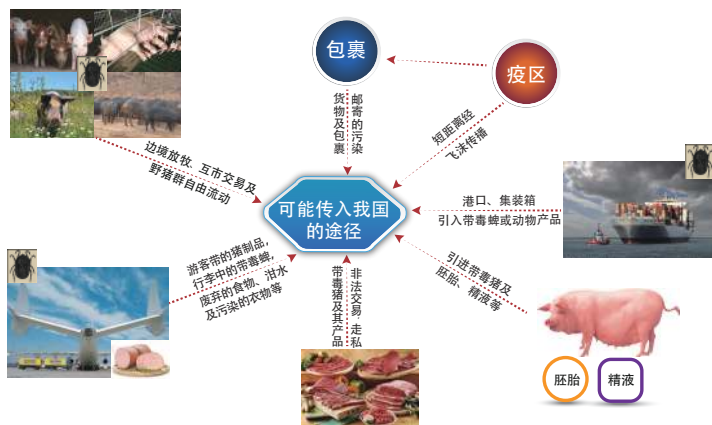 包裹
疫区
邮寄的污染
货物及包裹
短距离经
飞沫传播
边境放牧、互市交易及
野猪群自由流动
可能传入我国
的途径
港口、集装箱
引入带毒蜱或动物产品
游客带的猪制品,
行李中的带毒蜱,
废弃的食物、泔水
及污染的衣物等
非法交易、走私
带毒猪及其产品
引进带毒猪及
胚胎、精液等
胚胎
精液